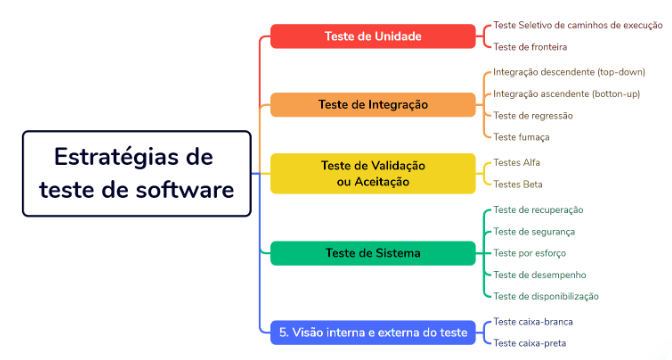 Estratégias de
teste de software
Teste de Unidade
Teste Seletivo de caminhos de execução
Teste de fronteira
Teste de Integração
Integração descendente (top-down)
Integração ascendente (botton-up)
Teste de regressão
Teste fumaça
Teste de Validação
ou Aceitação
Testes Alfa
Testes Beta
Teste de Sistema
Teste de recuperação
Teste de segurança
Teste por esforço
Teste de desempenho
Teste de disponibilização
5. Visão interna e externa do teste
Teste caixa-branca
Teste caixa-preta